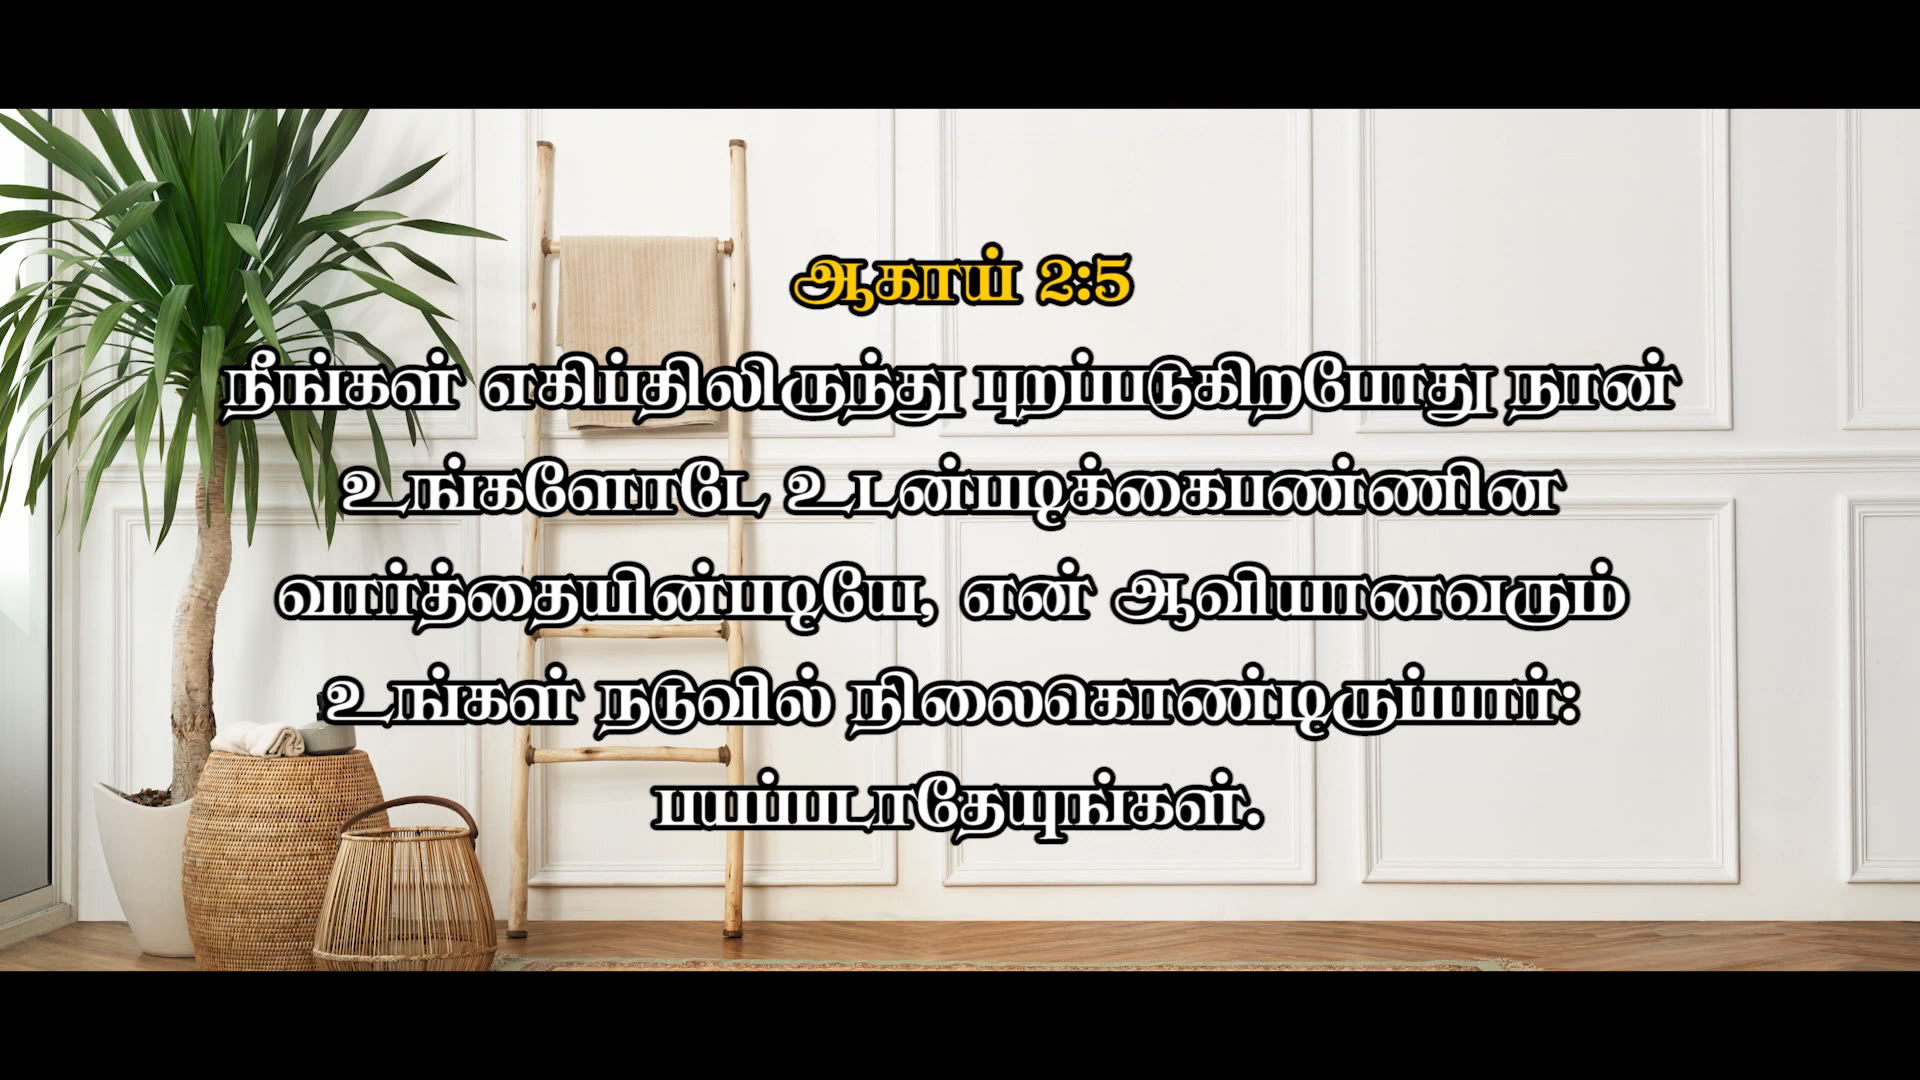 ஆகாய் 2:5
நீங்கள் எகிப்திலிருந்து புறப்படுகிறபோது நான்
உங்களோடே உடன்படிக்கைபண்ணின
வார்த்தையின்படியே, என் ஆவியானவரும்
உங்கள் நடுவில் நிலைகொண்டிருப்பார்:
பயப்படாதேயுங்கள்.